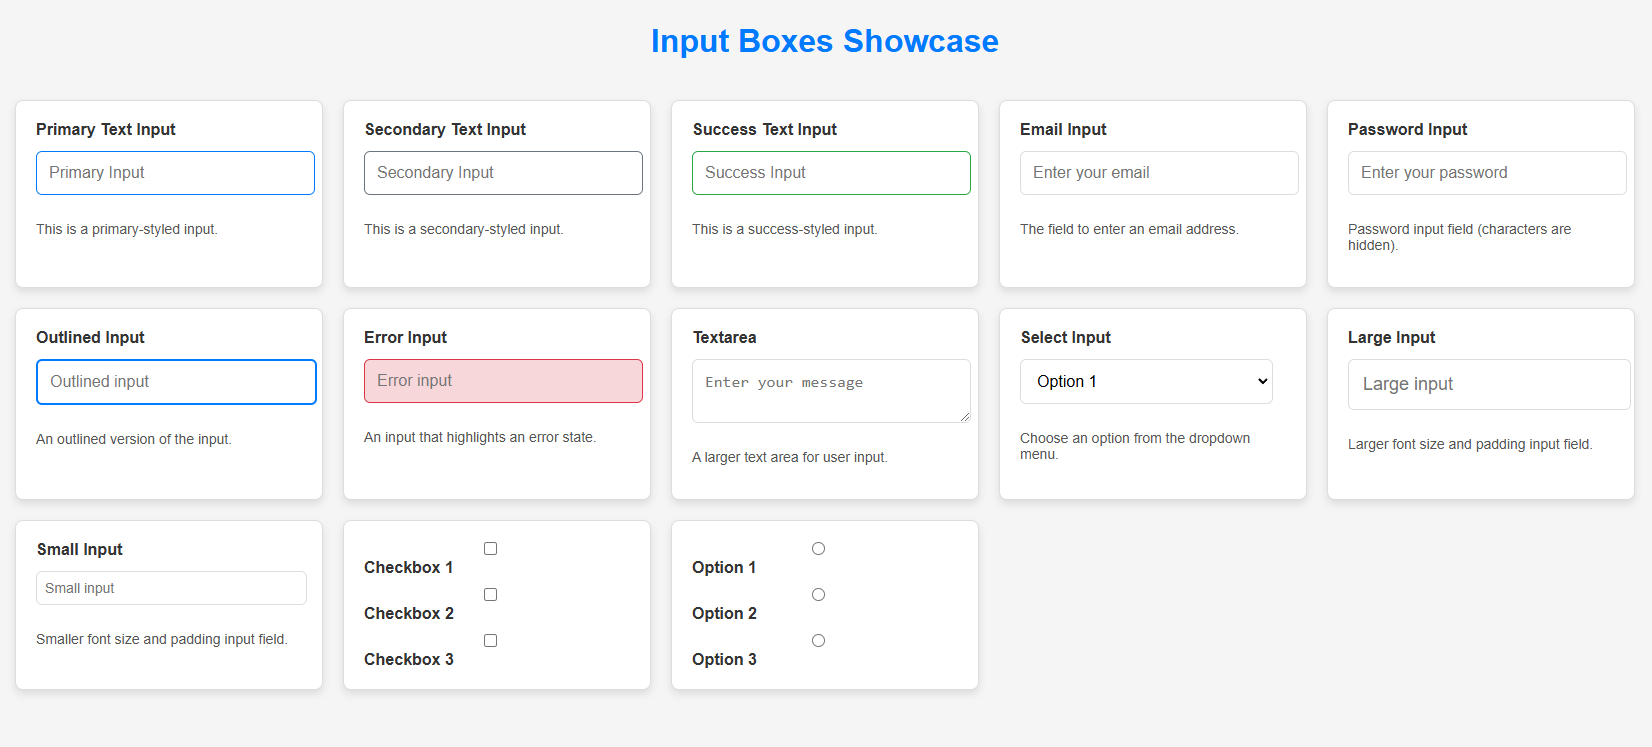 Input Boxes Showcase
Primary Text Input
Primary Input
This is a primary-styled input.
Secondary Text Input
Secondary Input
This is a secondary-styled input.
Success Text Input
Success Input
This is a success-styled input.
Email Input
Enter your email
The field to enter an email address.
Password Input
Enter your password
Password input field (characters are
hidden).
Outlined Input
Outlined input
An outlined version of the input.
Error Input
Error input
An input that highlights an error state.
Textarea
Enter your message
A larger text area for user input.
Select Input
Option 1
Choose an option from the dropdown
menu.
Large Input
Large input
Larger font size and padding input field.
Small Input
Small input
Smaller font size and padding input field.
Checkbox 1
Checkbox 2
Checkbox 3
Option 1
Option 2
Option 3